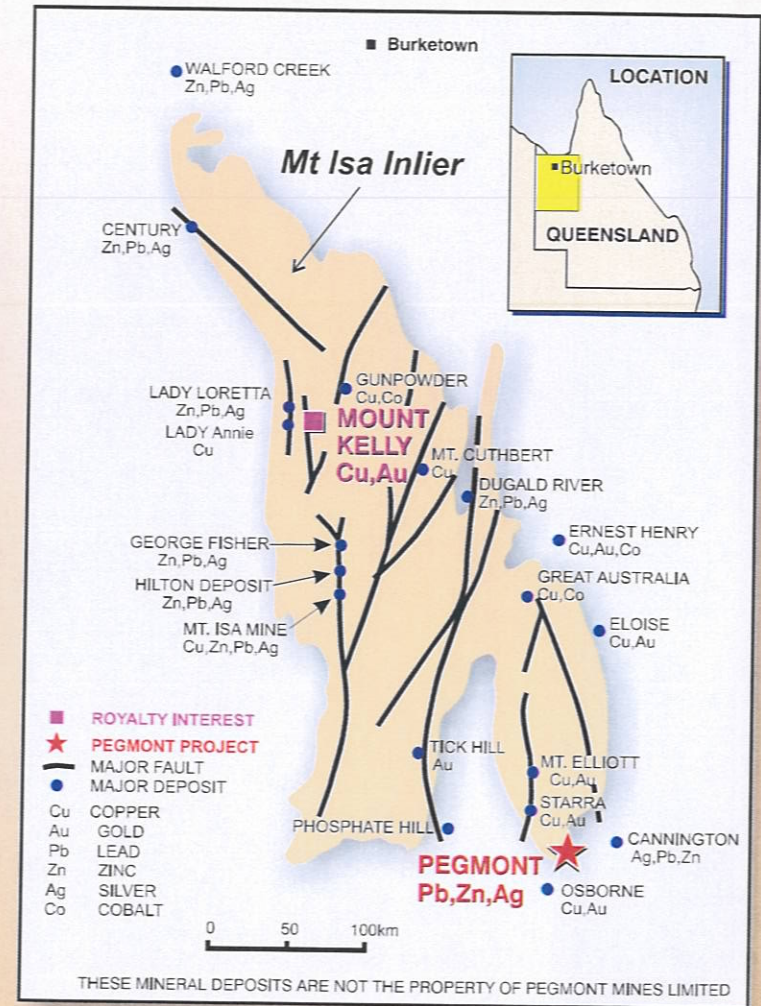 Burketown
WALFORD CREEK
Zn,Pb,Ag
LOCATION
Burketown
QUEENSLAND
Mt Isa Inlier
CENTURY
Zn,Pb,Ag
GUNPOWDER
Cu,Co
LADY LORETTA
Zn,Pb,Ag
LADY Annie
Cu
MOUNT
KELLY
Cu,Au
MT. CUTHBERT
Cu
DUGALD RIVER
Zn,Pb,Ag
ERNEST HENRY
Cu,Au,Co
GEORGE FISHER
Zn,Pb,Ag
HILTON DEPOSIT
Zn,Pb,Ag
MT. ISA MINE
Cu,Zn,Pb,Ag
GREAT AUSTRALIA
Cu,Co
ELOISE
Cu,Au
ROYALTY INTEREST
PEGMONT PROJECT
MAJOR FAULT
MAJOR DEPOSIT
Cu COPPER
Au GOLD
Pb LEAD
Zn ZINC
Ag SILVER
Co COBALT
TICK HILL
Au
MT. ELLIOTT
Cu,Au
STARRA
Cu,Au
PHOSPHATE HILL
CANNINGTON
Ag,Pb,Zn
PEGMONT
Pb,Zn,Ag
OSBORNE
Cu,Au
0 50 100km
THESE MINERAL DEPOSITS ARE NOT THE PROPERTY OF PEGMONT MINES LIMITED